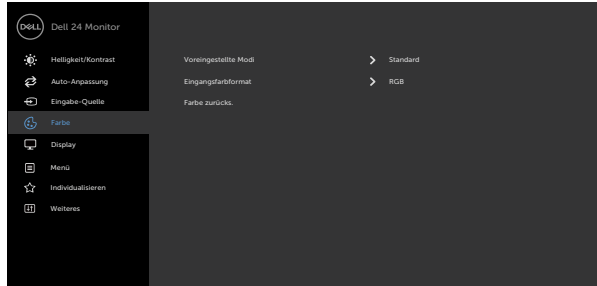 DELL Dell 24 Monitor
Helligkeit/Kontrast Voreingestellte Modi Standard
Auto-Anpassung Eingangsfarbformat RGB
Eingabe-Quelle Farbe zurücks.
Farbe
Display
Menü
Individualisieren
Weiteres